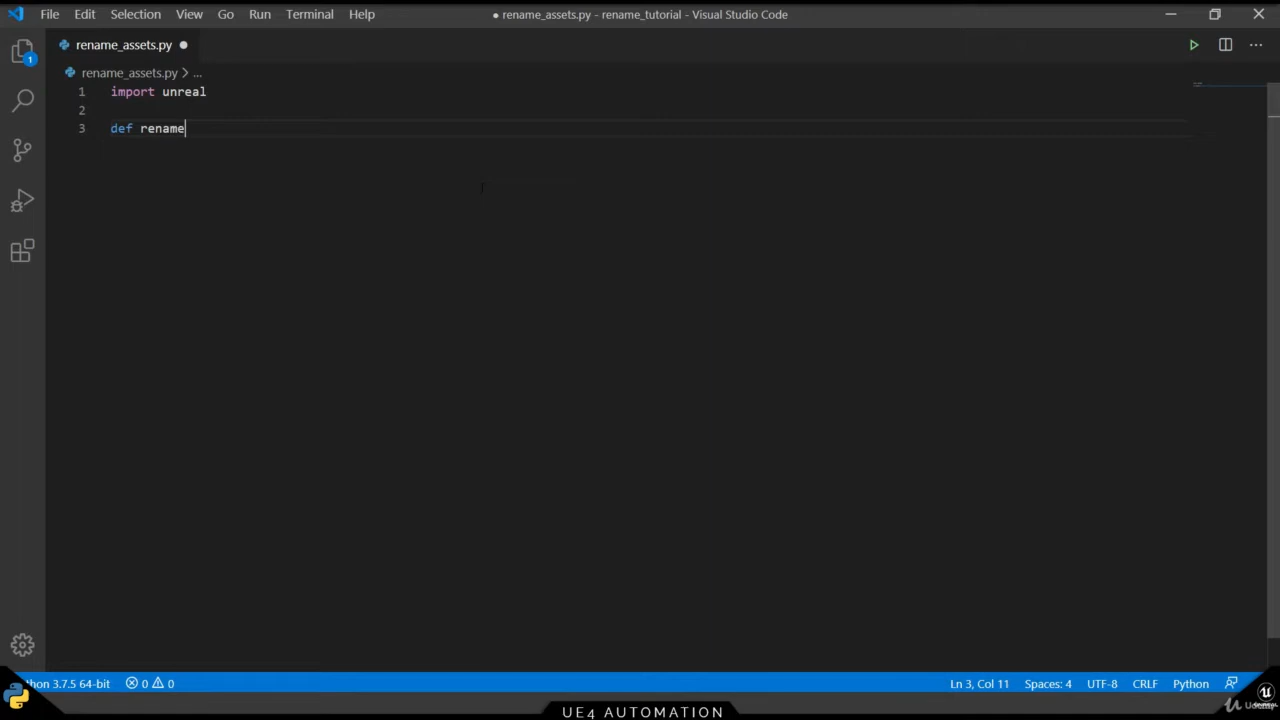 File Edit Selection View Go Run Terminal Help
● rename_assets.py - rename_tutorial - Visual Studio Code
rename_assets.py ●
rename_assets.py > ...
1 import unreal
2
3 def rename
1
thon 3.7.5 64-bit 0 0
Ln 3, Col 11 Spaces: 4 UTF-8 CRLF Python
UE4 AUTOMATION